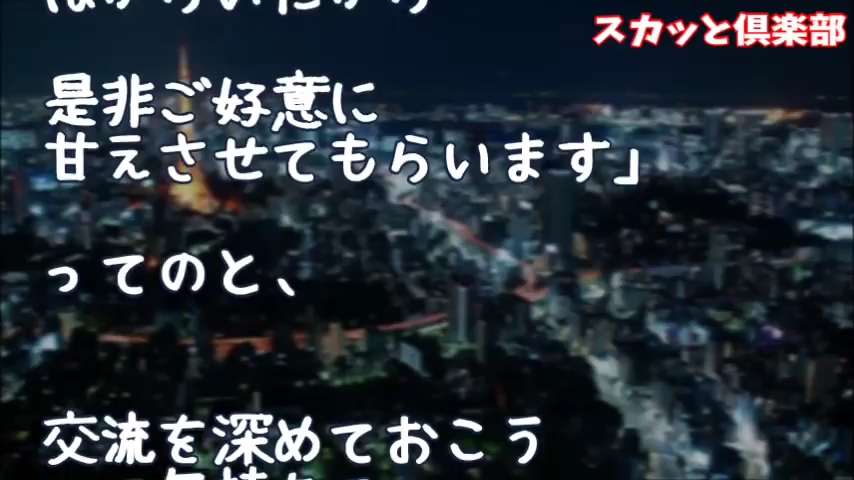 スカッと倶楽部
是非ご好意に
甘えさせてもらいます」
ってのと、
交流を深めておこう